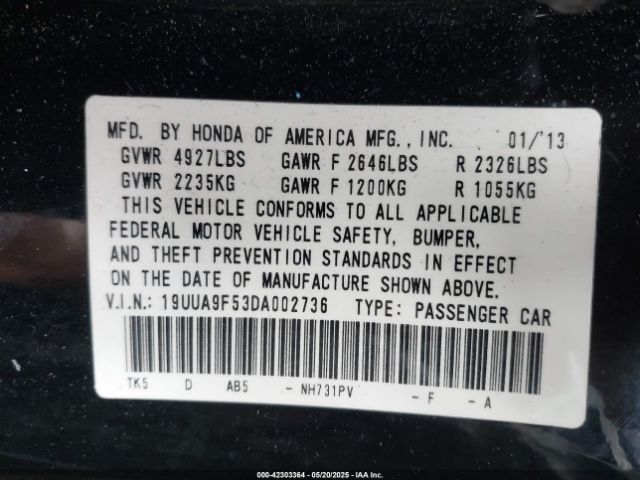 MFD. BY HONDA OF AMERICA MFG., INC. 01/'13
GVWR 4927LBS GAWR F 2646LBS R 2326LBS
GVWR 2235KG GAWR F 1200KG R 1055KG
THIS VEHICLE CONFORMS TO ALL APPLICABLE
FEDERAL MOTOR VEHICLE SAFETY, BUMPER,
AND THEFT PREVENTION STANDARDS IN EFFECT
ON THE DATE OF MANUFACTURE SHOWN ABOVE.
V.I.N.: 19UUA9F53DA002736 TYPE: PASSENGER CAR
TK5 D AB5 - NH731PV - F - A
000-42303364 - 05/20/2025 - IAA Inc.